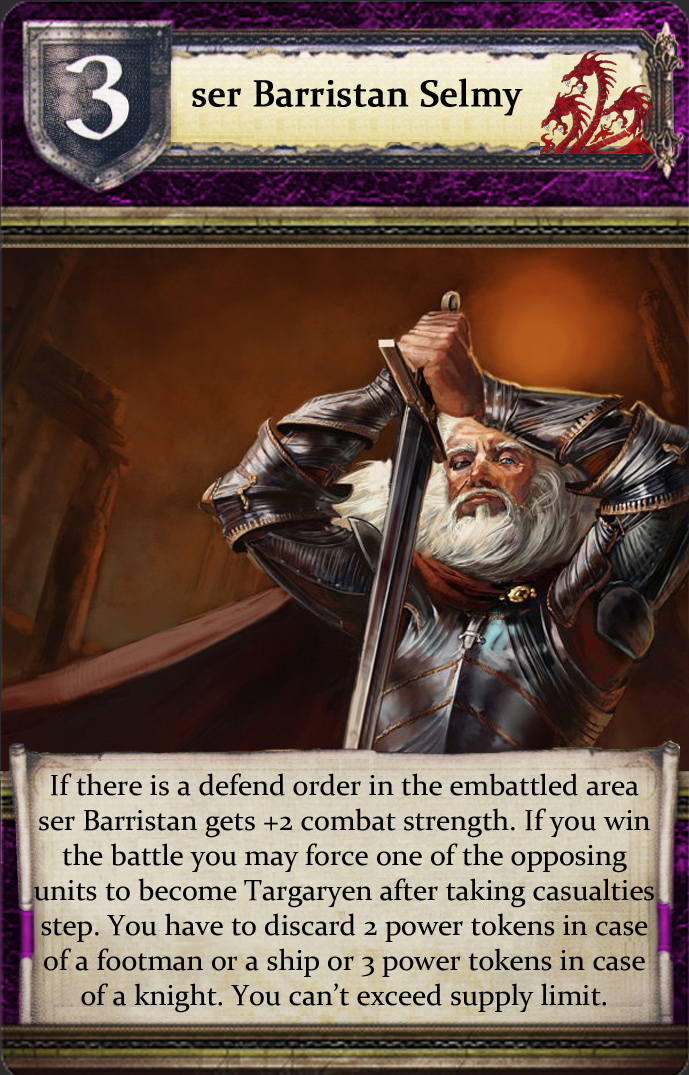 3
ser Barristan Selmy
If there is a defend order in the embattled area
ser Barristan gets +2 combat strength. If you win
the battle you may force one of the opposing
units to become Targaryen after taking casualties
step. You have to discard 2 power tokens in case
of a footman or a ship or 3 power tokens in case
of a knight. You can't exceed supply limit.